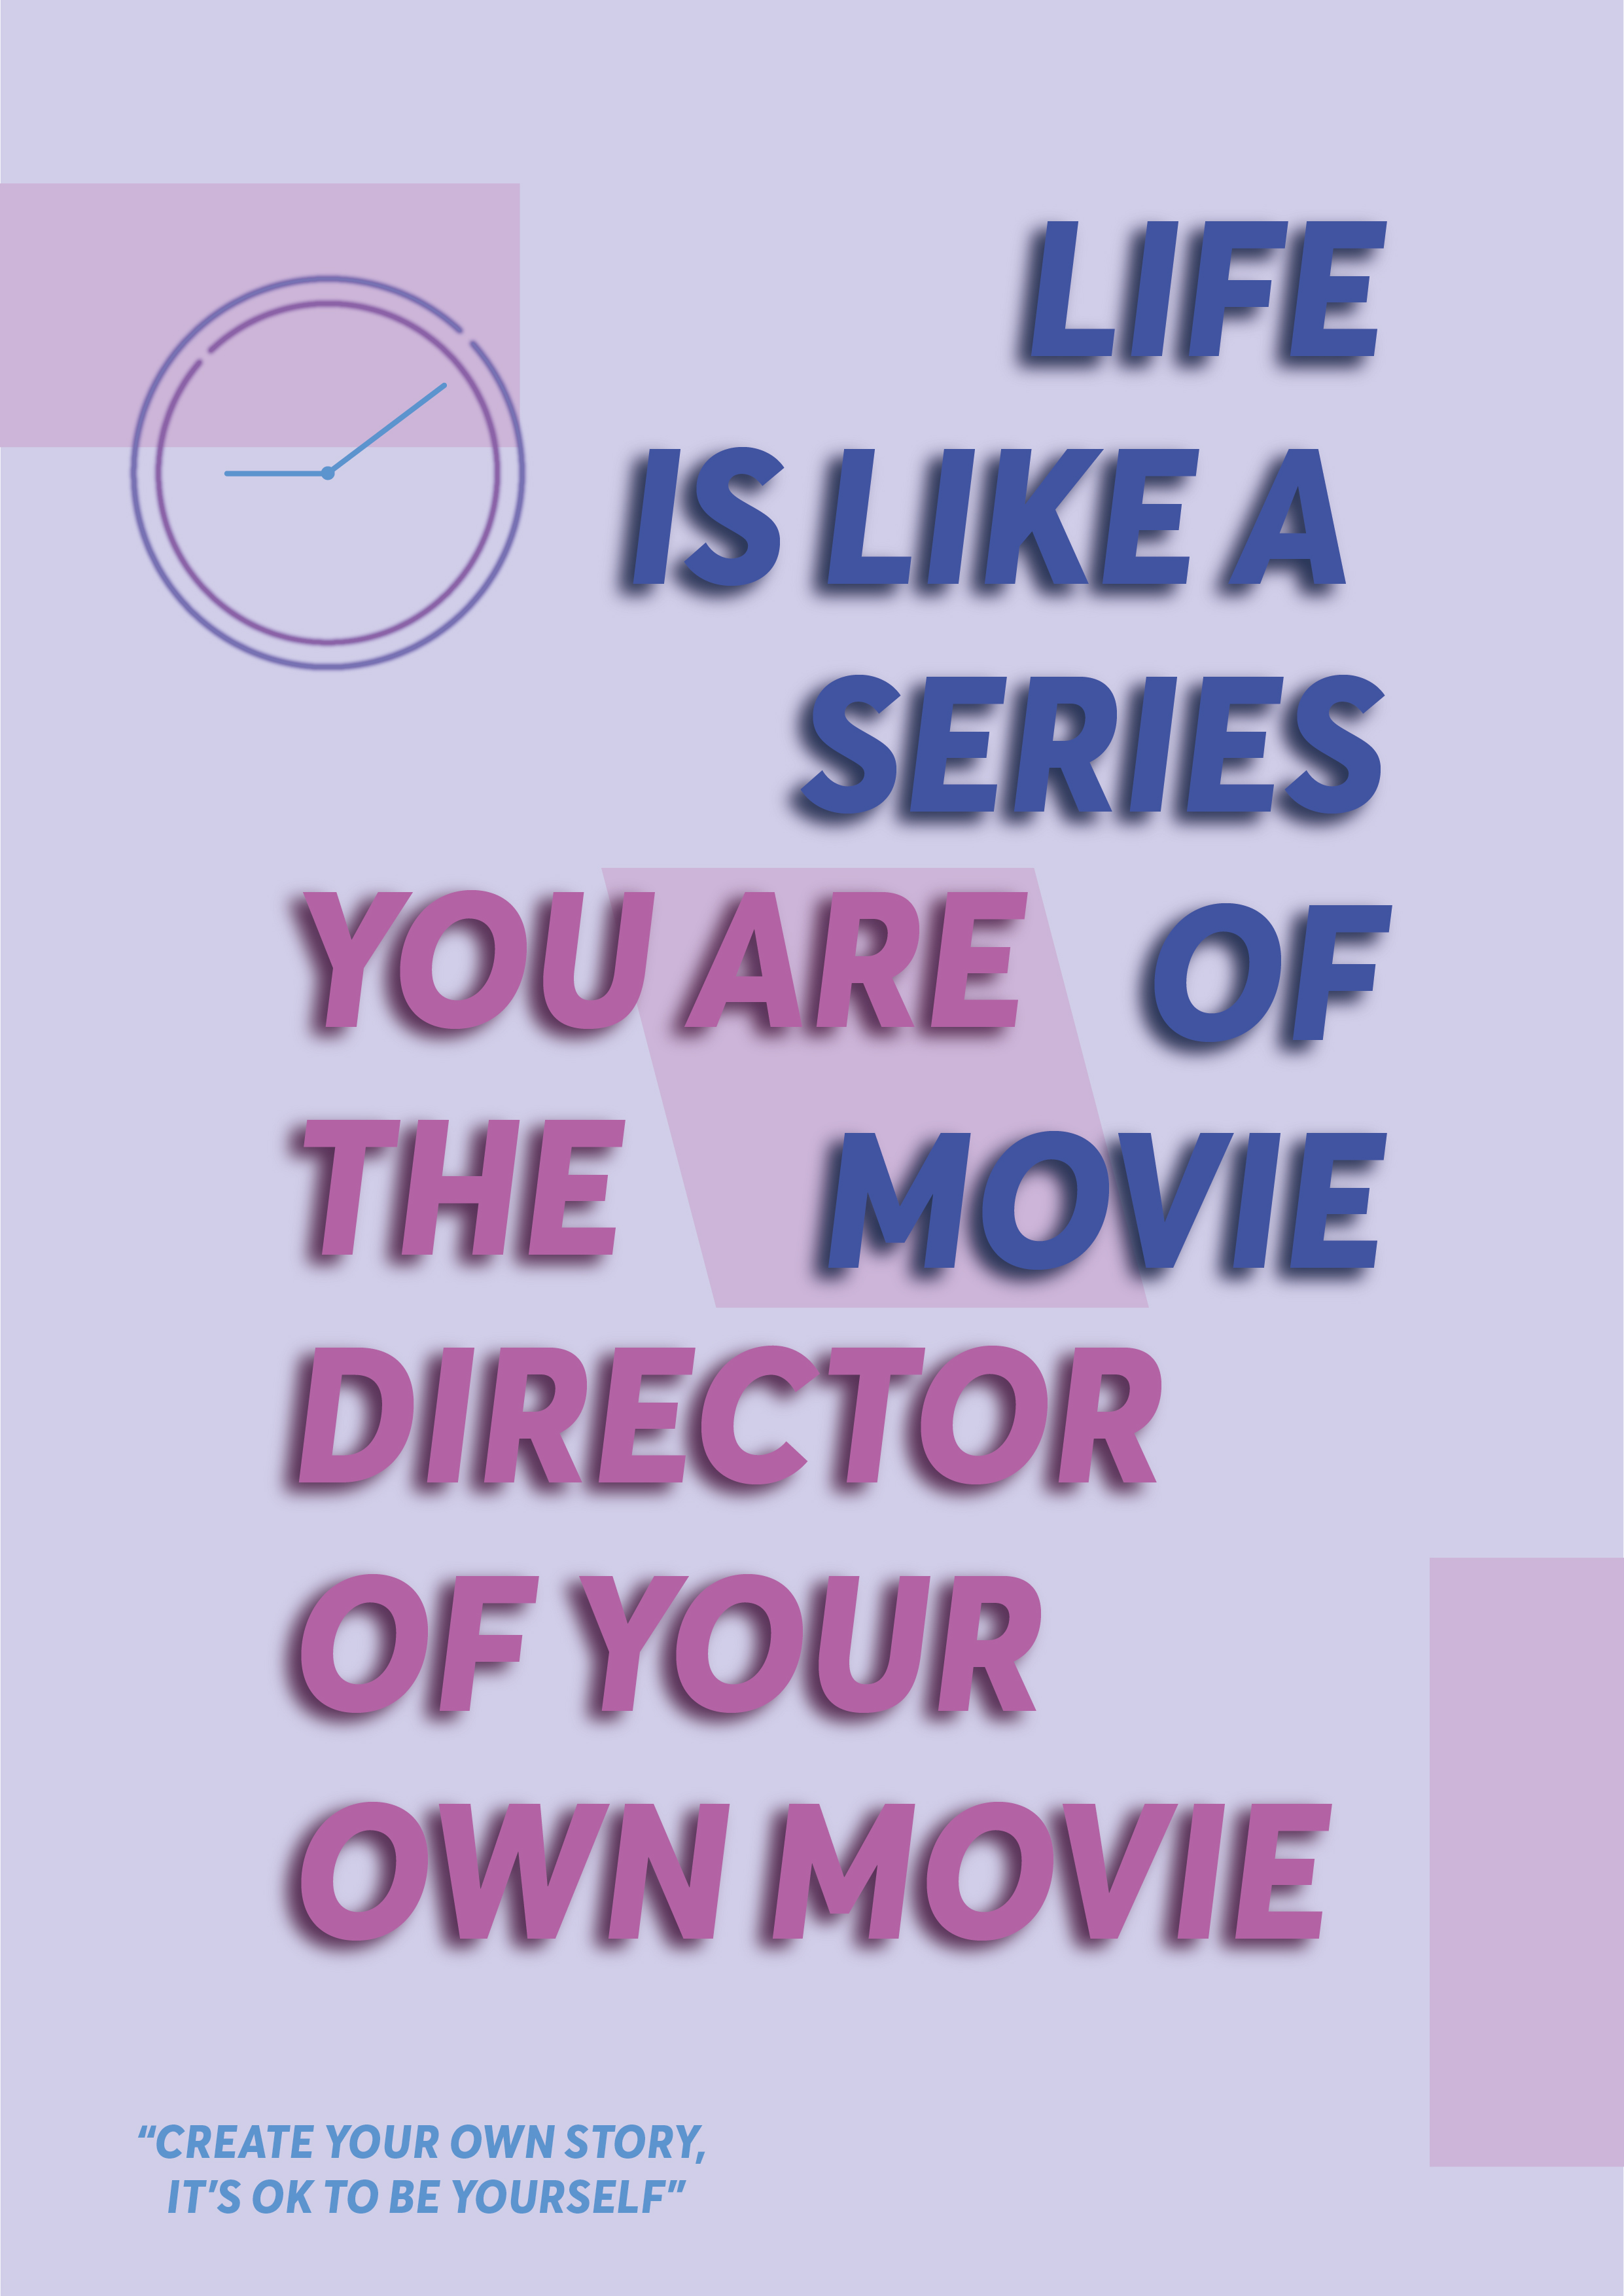 LIFE
IS LIKE A
SERIES
OF
MOVIE
YOU ARE
THE
DIRECTOR
OF YOUR
OWN MOVIE
“CREATE YOUR OWN STORY,
IT’S OK TO BE YOURSELF”